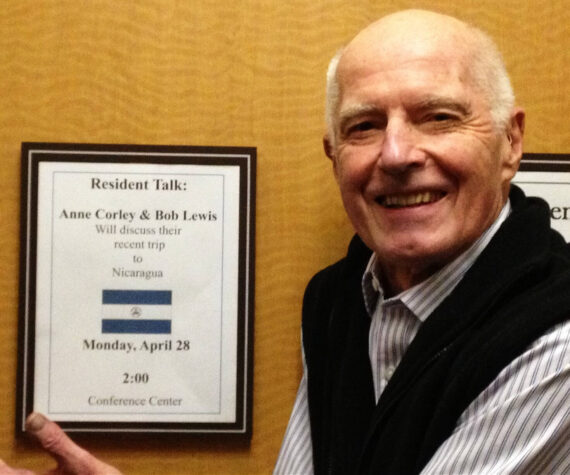 Resident Talk:
Anne Corley & Bob Lewis
Will discuss their
recent trip
to
Nicaragua
Monday, April 28
2:00
Conference Center